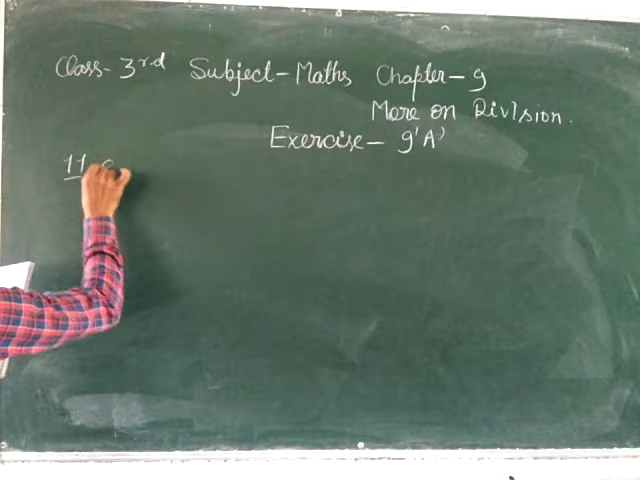 Class- 3rd Subject - Maths Chapter - 9
More on Division.
Exercise - 9'A'
11